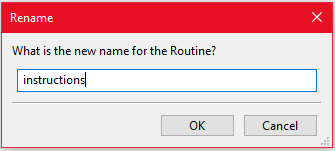 Rename
What is the new name for the Routine?
instructions
OK Cancel